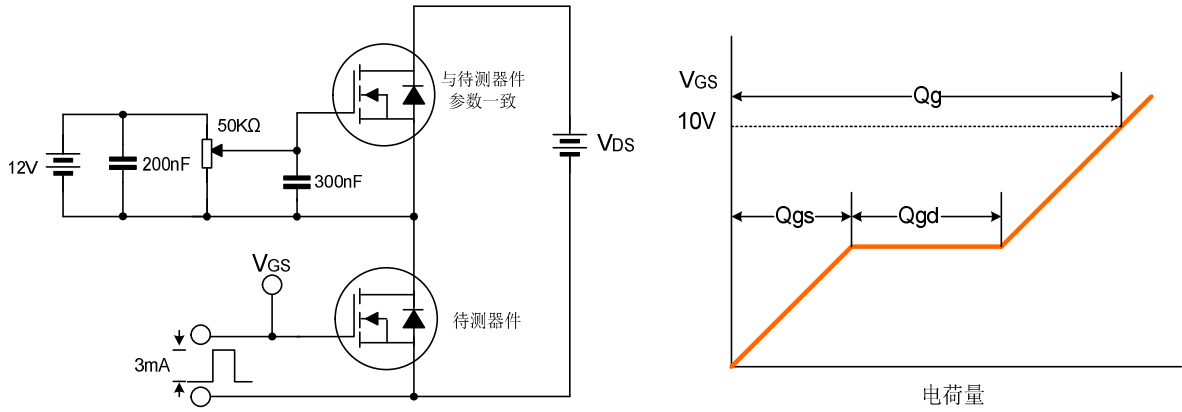 与待测器件
参数一致
50KΩ
12V
200nF
300nF
VDS
VGS
待测器件
3mA
VGS
10V
Qg
Qgs
Qgd
电荷量